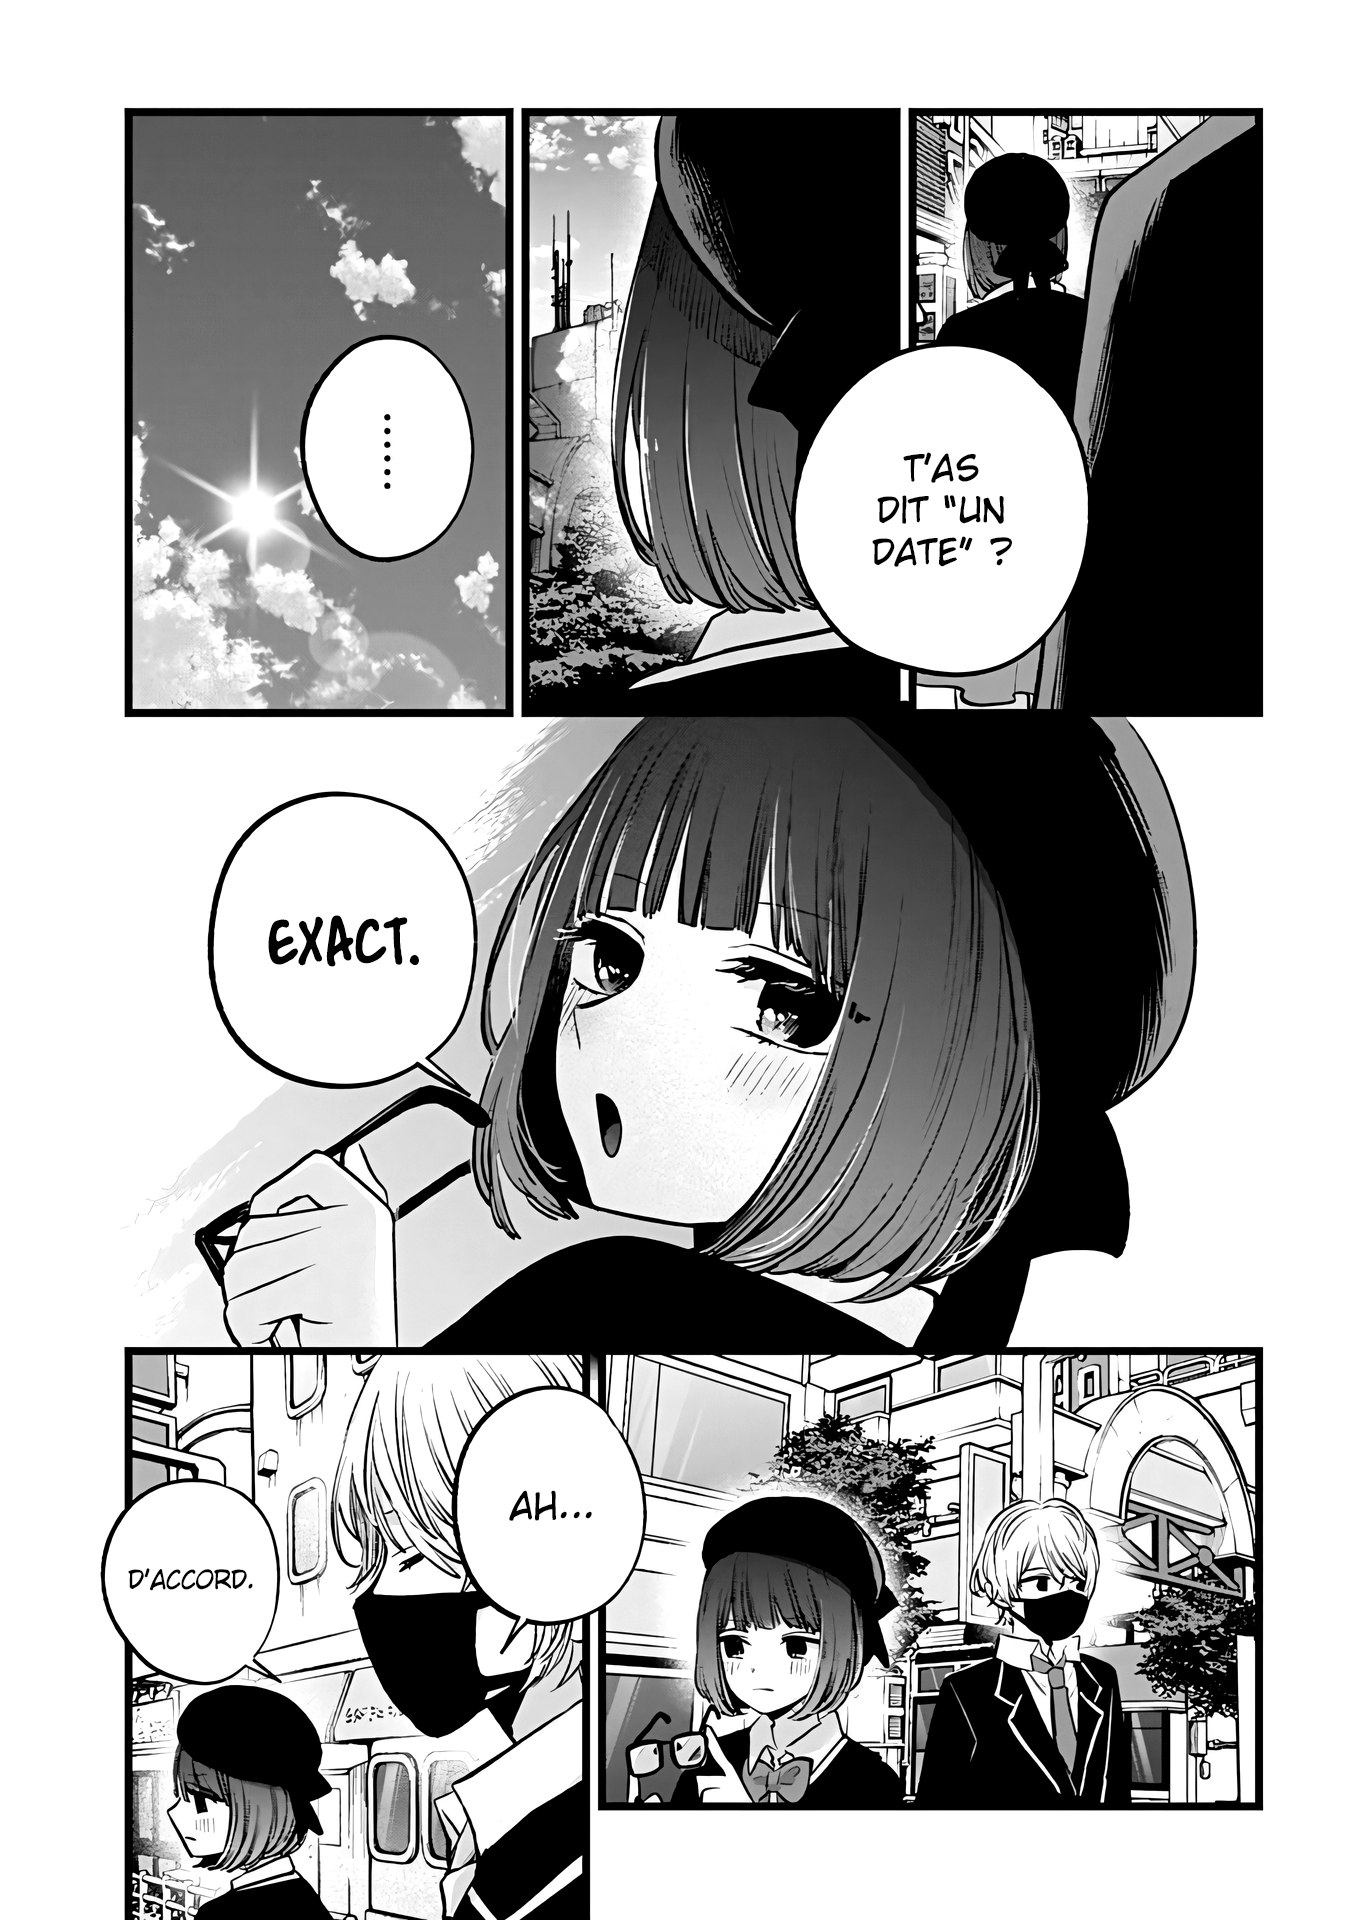 T'AS
DIT "UN
DATE" ?
.......
EXACT.
AH...
D'ACCORD.